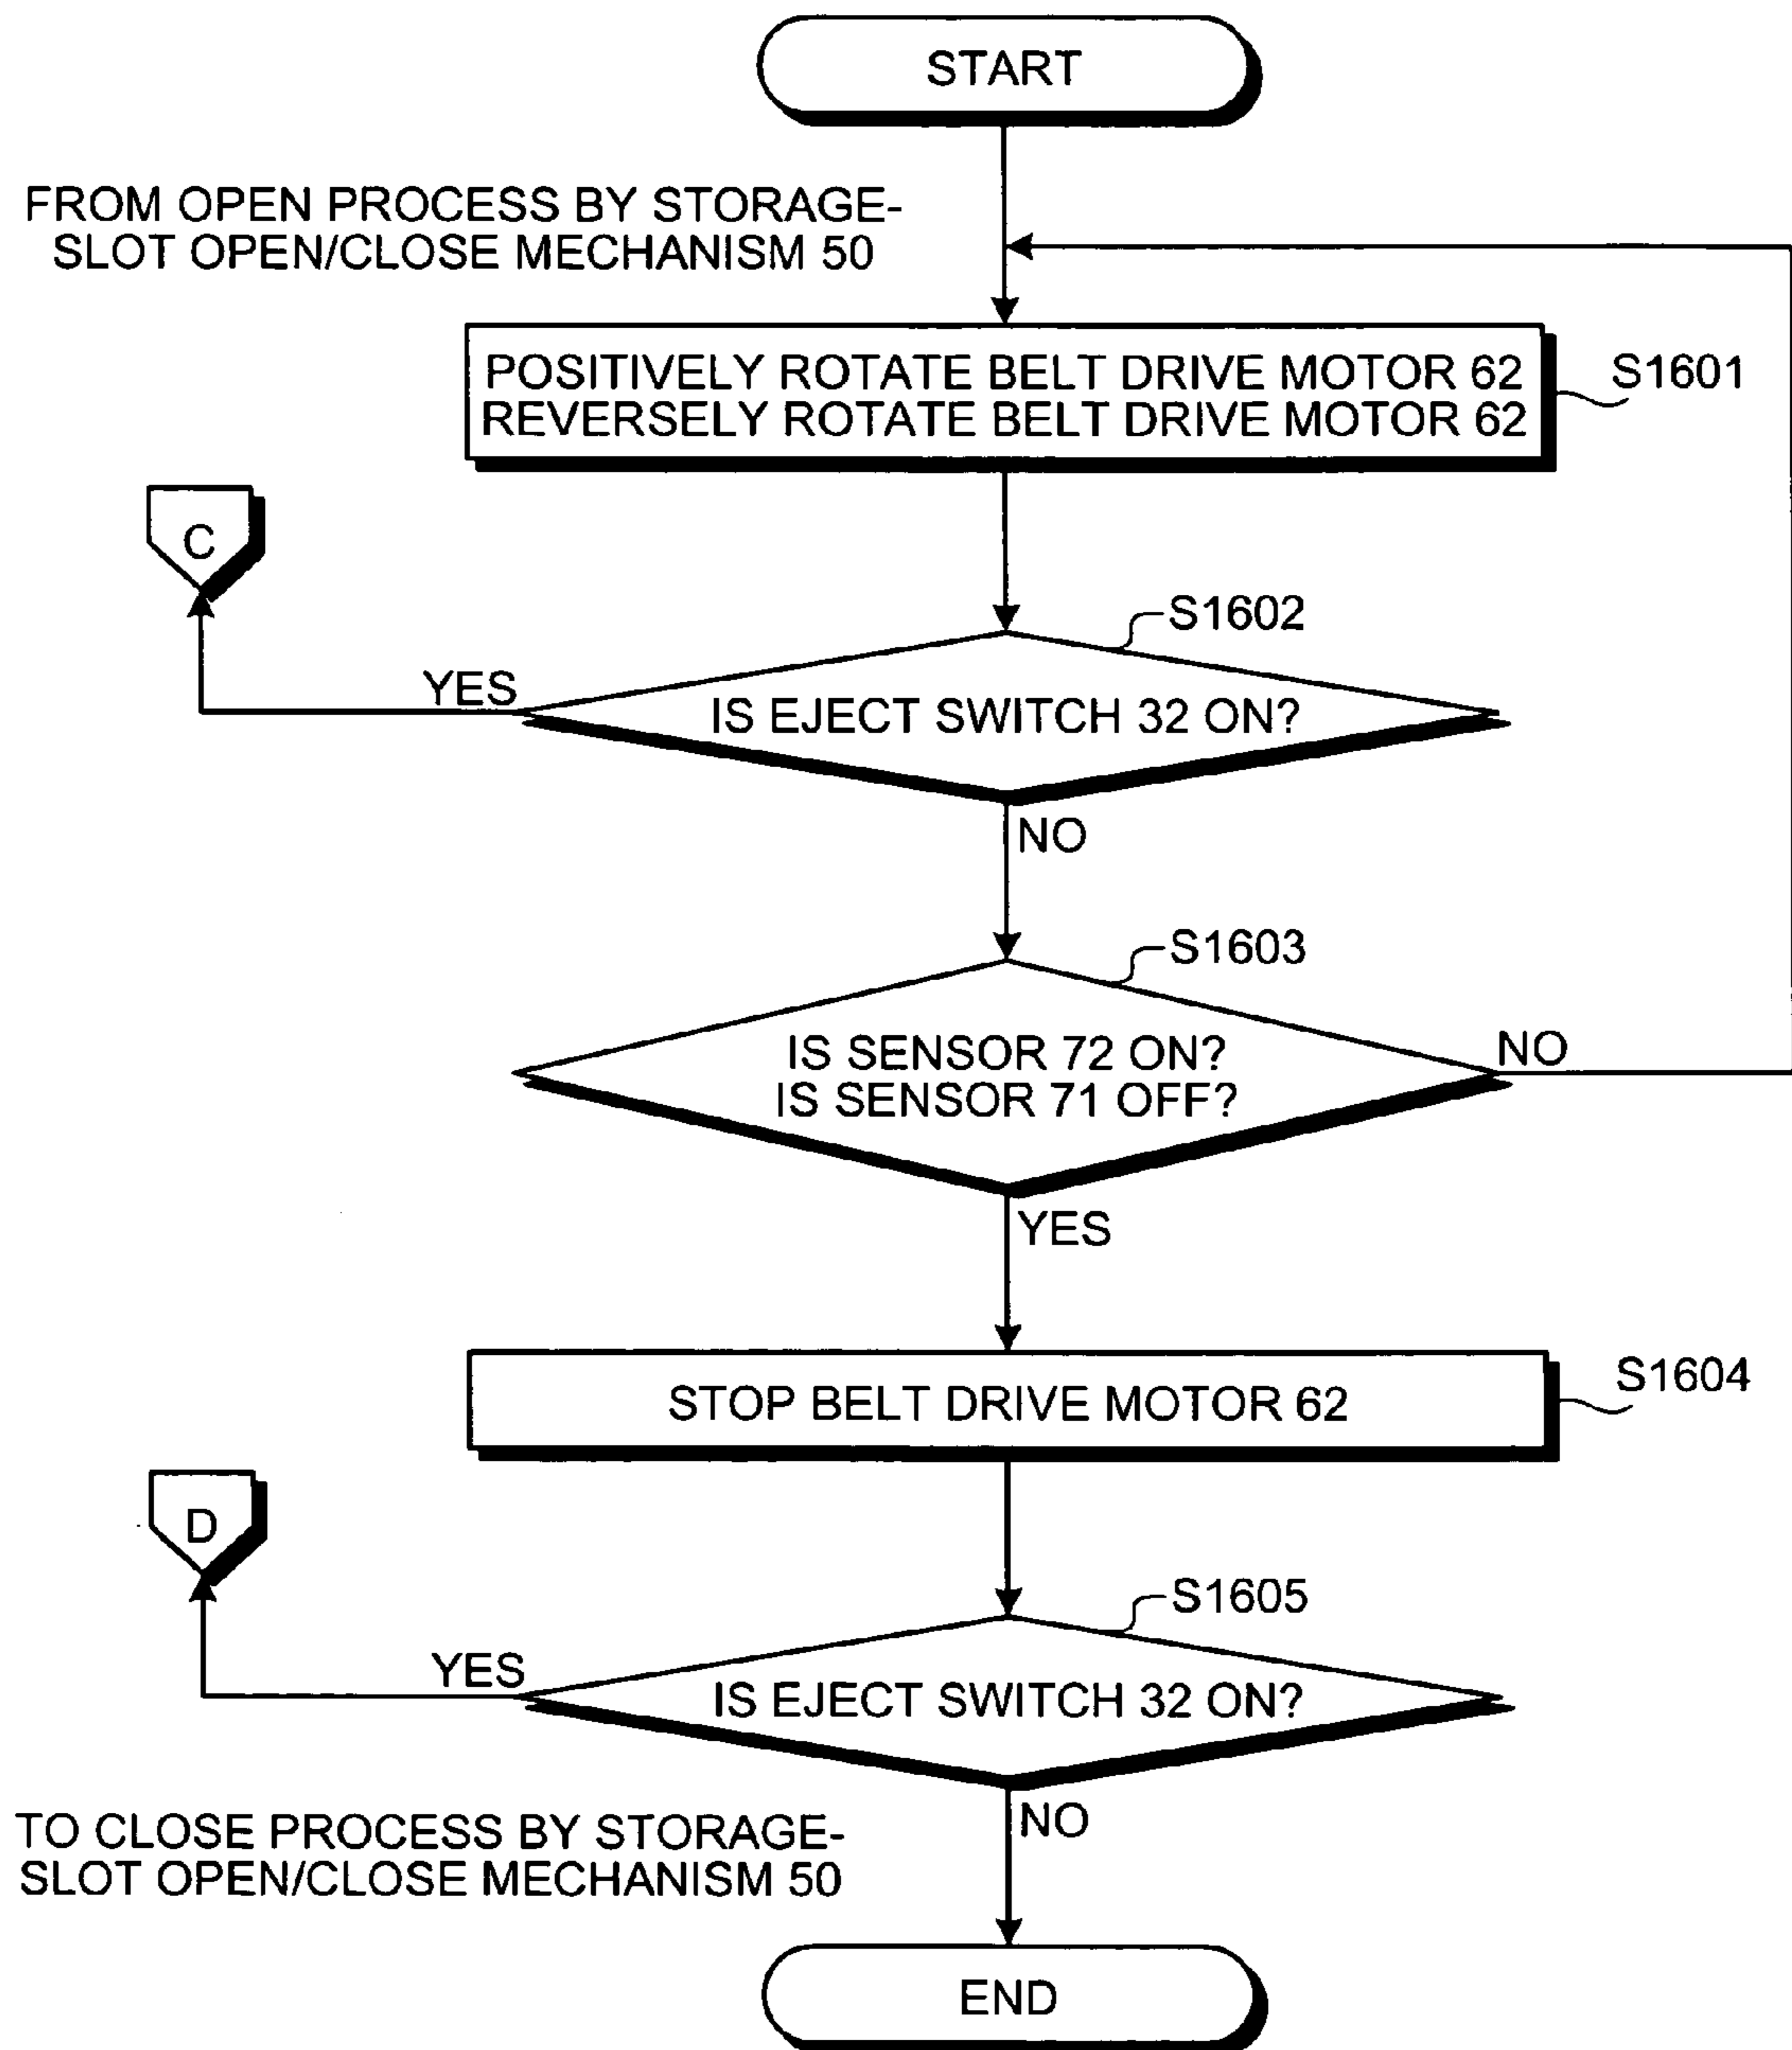 START
FROM OPEN PROCESS BY STORAGE-
SLOT OPEN/CLOSE MECHANISM 50
POSITIVELY ROTATE BELT DRIVE MOTOR 62
REVERSELY ROTATE BELT DRIVE MOTOR 62
S1601
C
S1602
YES
IS EJECT SWITCH 32 ON?
NO
S1603
IS SENSOR 72 ON?
IS SENSOR 71 OFF?
NO
YES
STOP BELT DRIVE MOTOR 62
S1604
D
S1605
YES
IS EJECT SWITCH 32 ON?
NO
TO CLOSE PROCESS BY STORAGE-
SLOT OPEN/CLOSE MECHANISM 50
END